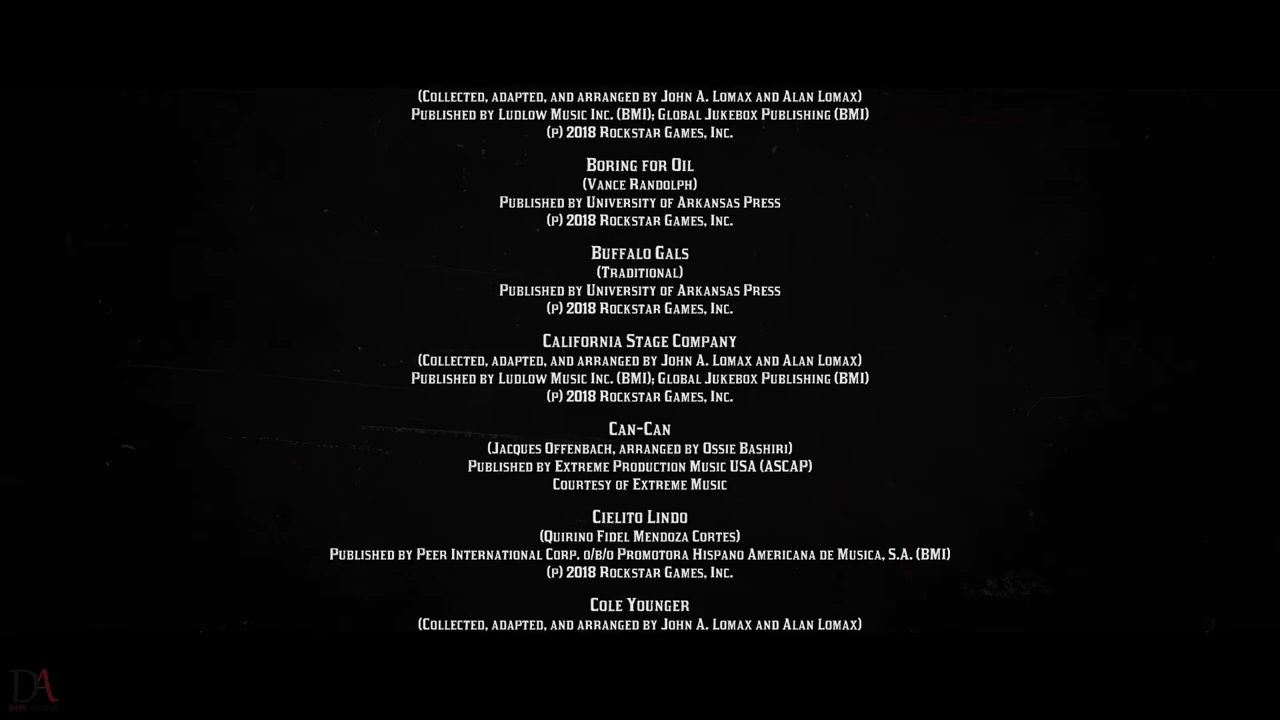 (Collected, adapted, and arranged by John A. Lomax and Alan Lomax)
Published by Ludlow Music Inc. (BMI); Global Jukebox Publishing (BMI)
(p) 2018 Rockstar Games, Inc.
Boring for Oil
(Vance Randolph)
Published by University of Arkansas Press
(p) 2018 Rockstar Games, Inc.
Buffalo Gals
(Traditional)
Published by University of Arkansas Press
(p) 2018 Rockstar Games, Inc.
California Stage Company
(Collected, adapted, and arranged by John A. Lomax and Alan Lomax)
Published by Ludlow Music Inc. (BMI); Global Jukebox Publishing (BMI)
(p) 2018 Rockstar Games, Inc.
Can-Can
(Jacques Offenbach, arranged by Ossie Bashiri)
Published by Extreme Production Music USA (ASCAP)
Courtesy of Extreme Music
Cielito Lindo
(Quirino Fidel Mendoza Cortes)
Published by Peer International Corp. o/b/o Promotora Hispano Americana de Musica, S.A. (BMI)
(p) 2018 Rockstar Games, Inc.
Cole Younger
(Collected, adapted, and arranged by John A. Lomax and Alan Lomax)
DA